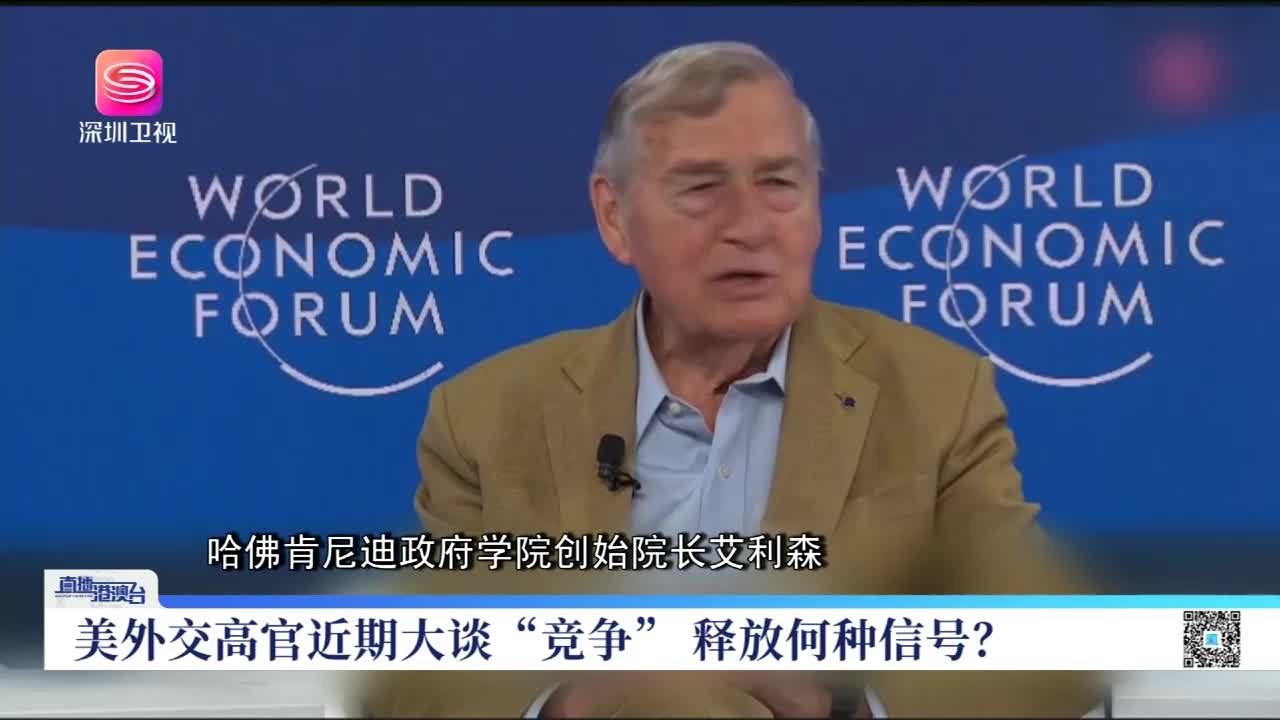 深圳卫视
WORLD
ECONOMIC
FORUM
WORLD
ECONOMIC
FORUM
哈佛肯尼迪政府学院创始院长艾利森
直播港澳台
美外交高官近期大谈“竞争” 释放何种信号？